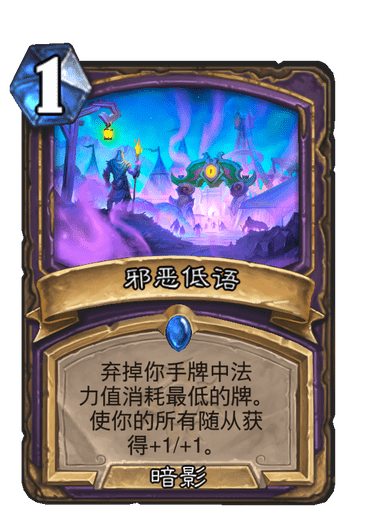 1
邪恶低语
弃掉你手牌中法
力值消耗最低的牌。
使你的所有随从获
得+1/+1。
暗影